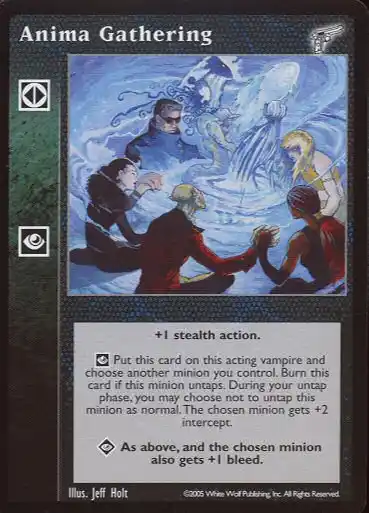 Anima Gathering
+1 stealth action.
Put this card on this acting vampire and
choose another minion you control. Burn
this card if this minion untaps. During your untap
phase, you may choose not to untap this
minion as normal. The chosen minion gets +2
intercept.
As above, and the chosen minion
also gets +1 bleed.
Illus. Jeff Holt
©2005 White Wolf Publishing, Inc. All Rights Reserved.